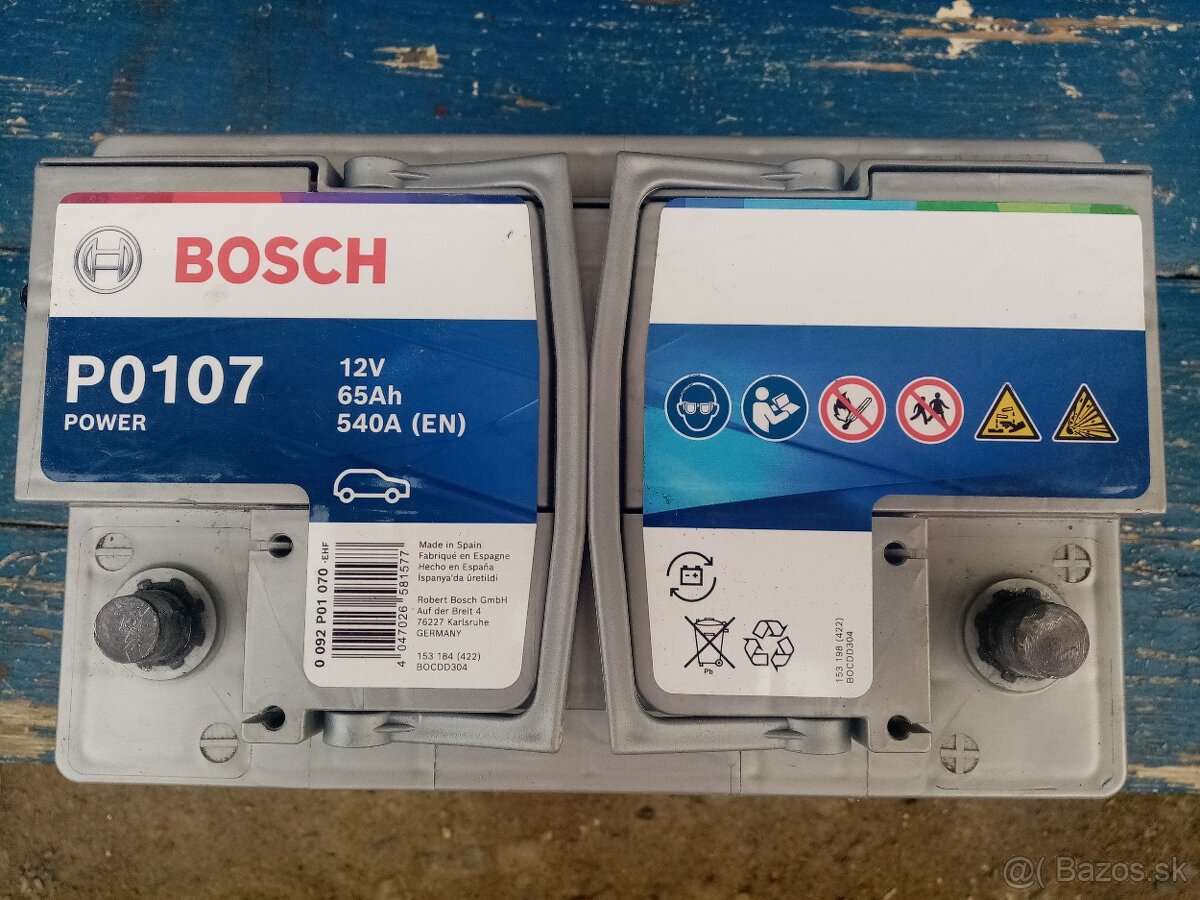 BOSCH
P0107
POWER
12V
65Ah
540A (EN)
0 092 P01 070 -EHF
4 047026 581577
Made in Spain
Fabriqué en Espagne
Hecho en España
İspanya'da üretildi
Robert Bosch GmbH
Auf der Breit 4
76227 Karlsruhe
GERMANY
153 184 (422)
BOCDD304
Pb
153 198 (422)
BOCDD304
@( Bazos.sk